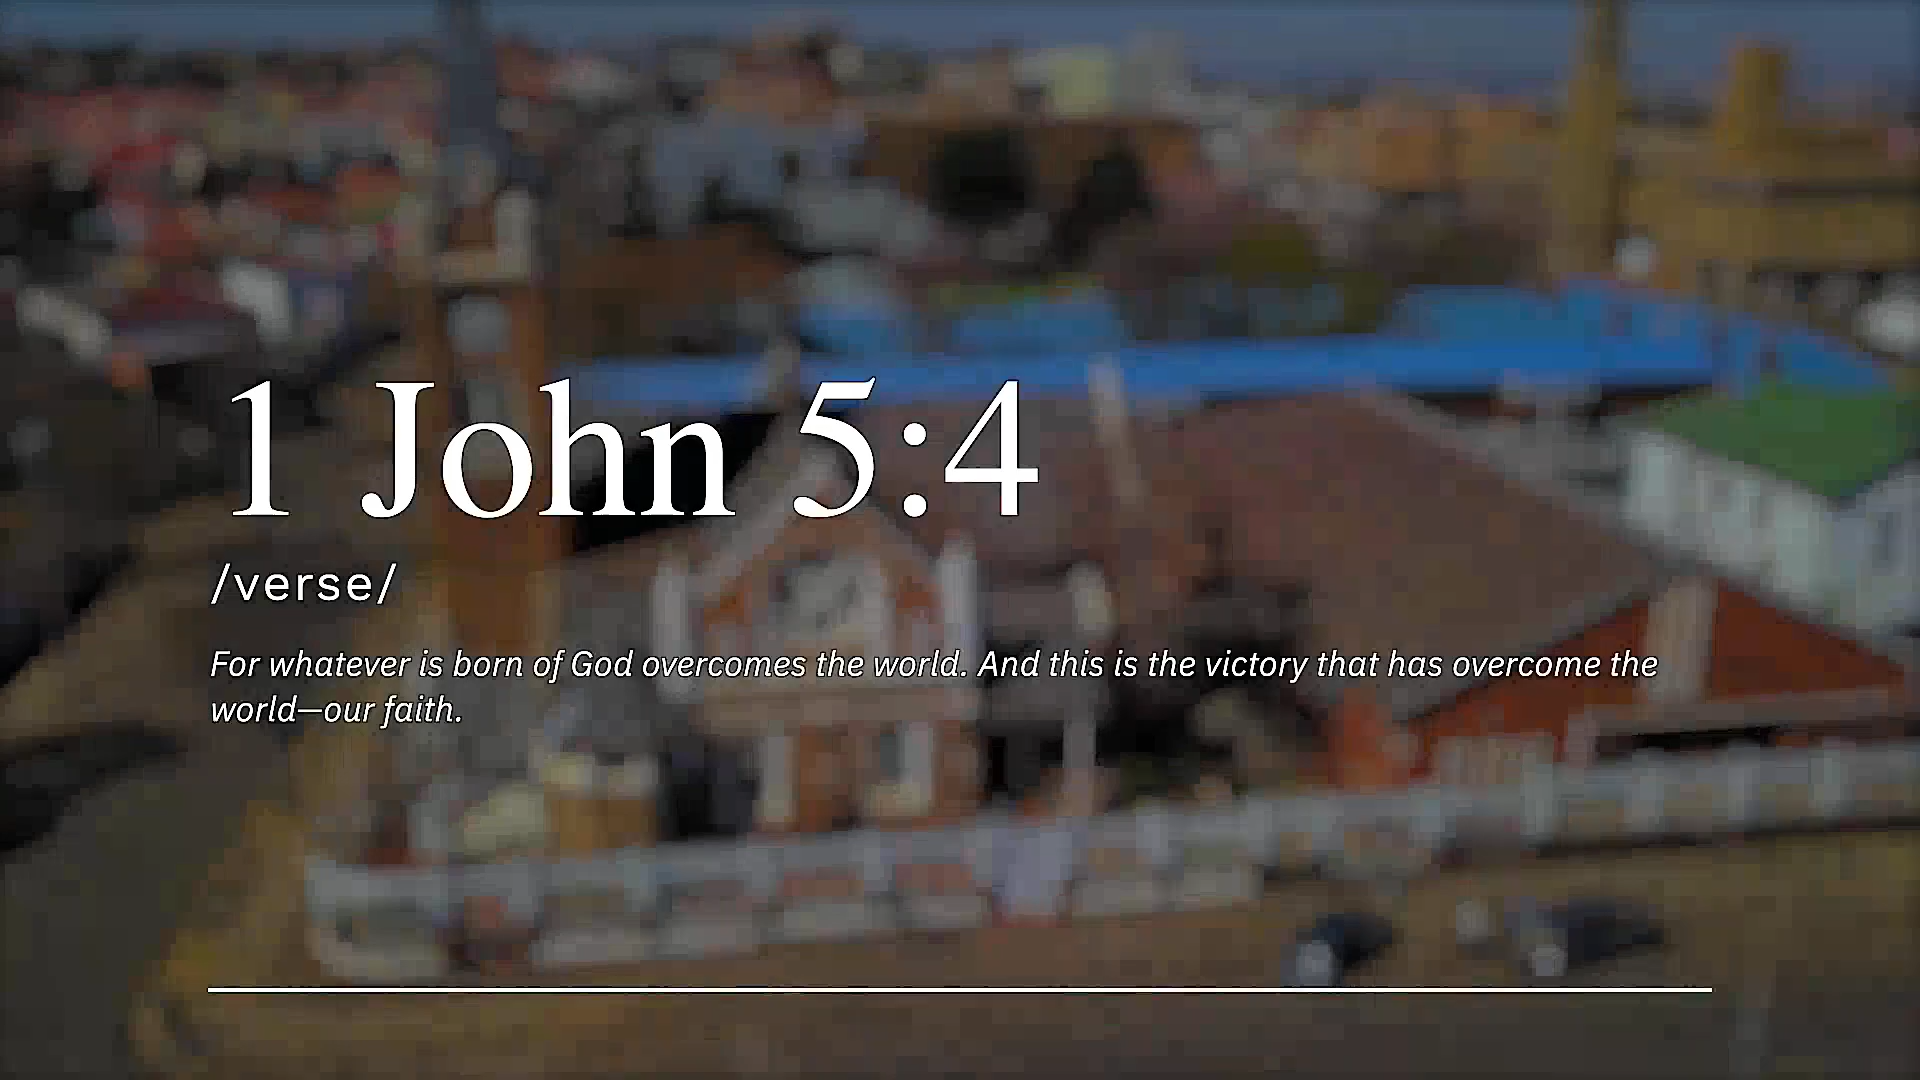 1 John 5:4
/verse/
For whatever is born of God overcomes the world. And this is the victory that has overcome the
world—our faith.